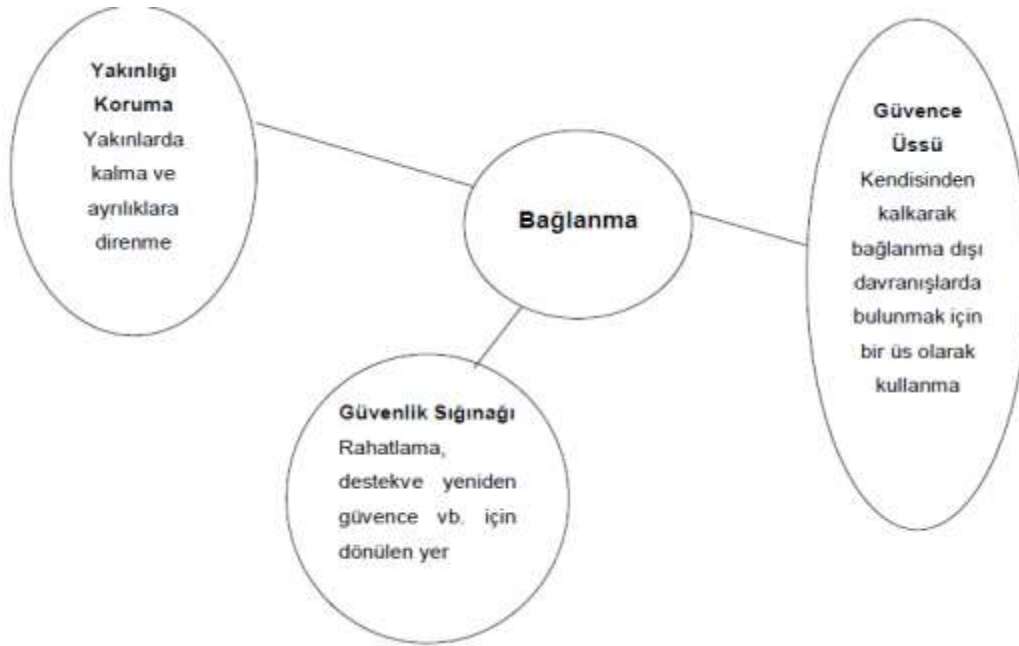 Yakınlığı
Koruma
Yakınlarda
kalma ve
ayrılıklara
direnme
Bağlanma
Güvence
Üssü
Kendisinden
kalkarak
bağlanma dışı
davranışlarda
bulunmak için
bir üs olarak
kullanma
Güvenlik Sığınağı
Rahatlama,
destekve yeniden
güvence vb. için
dönülen yer